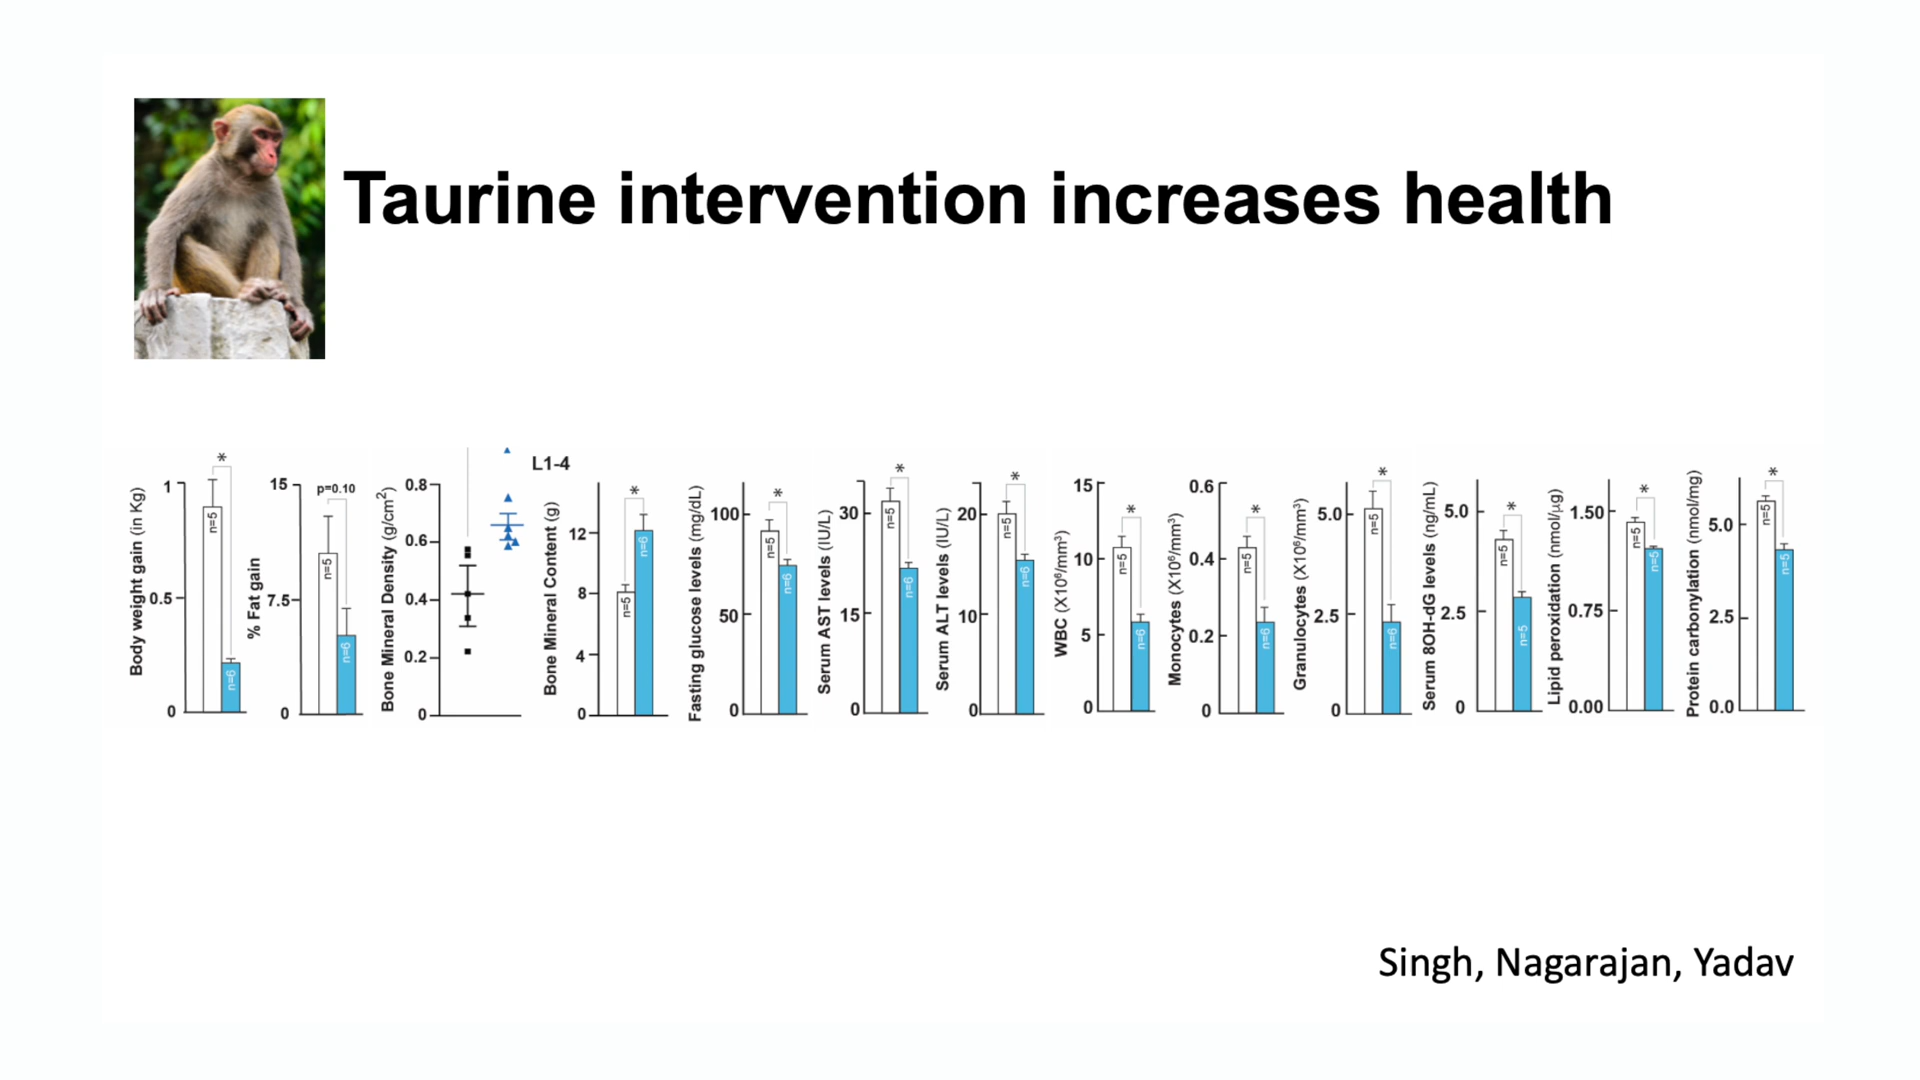 Taurine intervention increases health
Body weight gain (in Kg)
1
0.5
0
*
n=5
n=6
% Fat gain
15
7.5
0
p=0.10
n=5
n=6
Bone Mineral Density (g/cm²)
0.8
0.6
0.4
0.2
0
L1-4
Bone Mineral Content (g)
12
8
4
0
*
n=5
n=6
Fasting glucose levels (mg/dL)
100
50
0
*
n=5
n=6
Serum AST levels (IU/L)
30
15
0
*
n=5
n=6
Serum ALT levels (IU/L)
20
10
0
*
n=5
n=6
WBC (X10⁶/mm³)
15
10
5
0
*
n=5
n=6
Monocytes (X10⁶/mm³)
0.6
0.4
0.2
0
*
n=5
n=6
Granulocytes (X10⁶/mm³)
5.0
2.5
0
*
n=5
n=6
Serum 8OH-dG levels (ng/mL)
5.0
2.5
0
*
n=5
n=5
Lipid peroxidation (nmol/µg)
1.50
0.75
0.00
*
n=5
n=5
Protein carbonylation (nmol/mg)
5.0
2.5
0.0
*
n=5
n=5
Singh, Nagarajan, Yadav